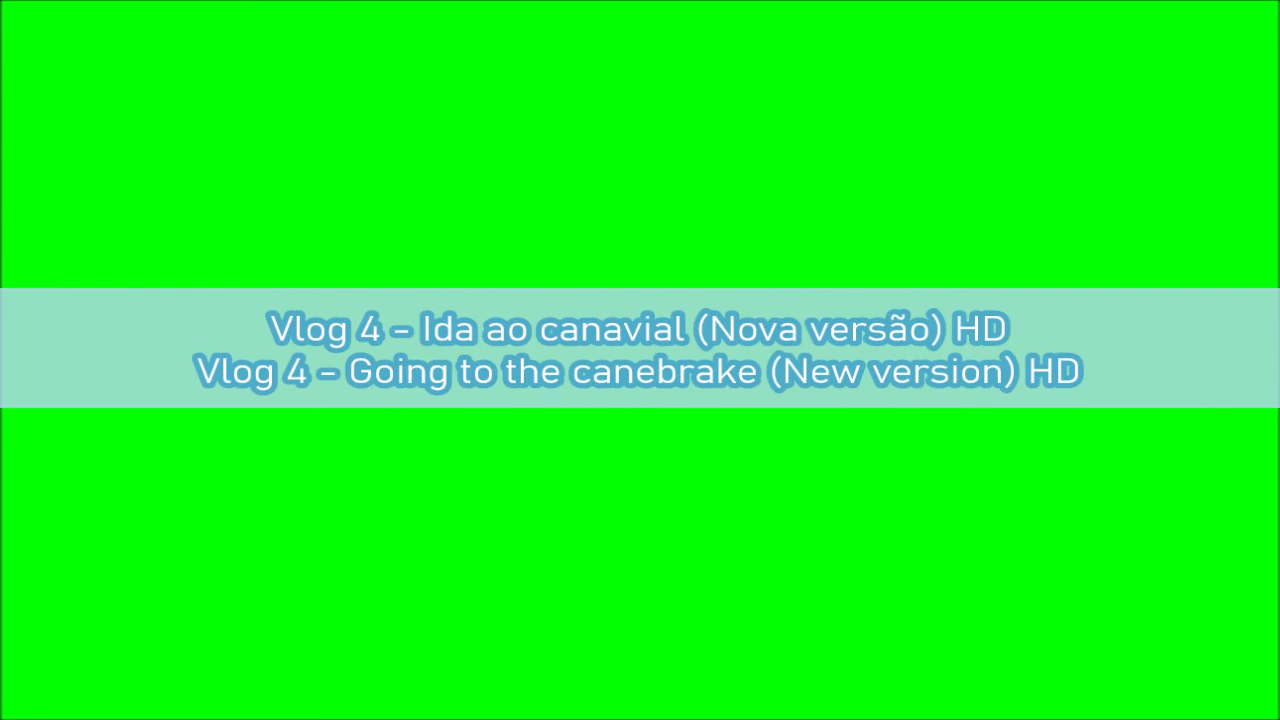 Vlog 4 - Ida ao canavial (Nova versão) HD
Vlog 4 - Going to the canebrake (New version) HD